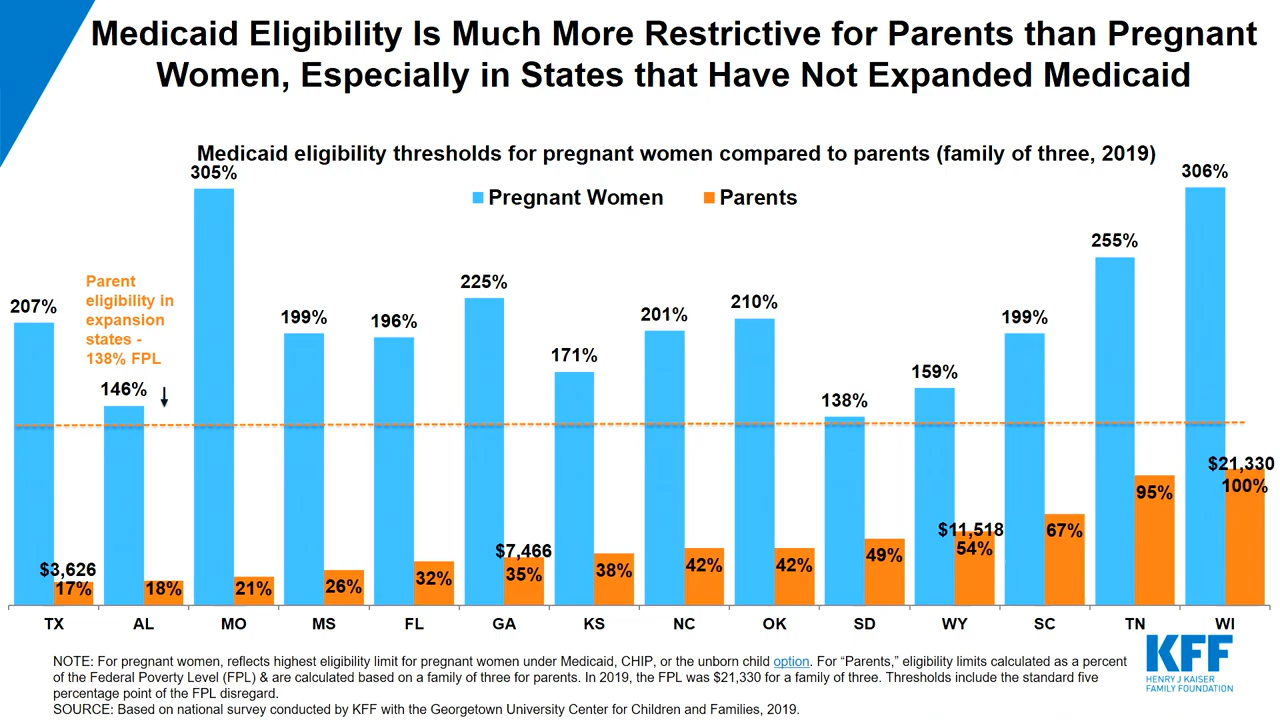 Medicaid Eligibility Is Much More Restrictive for Parents than Pregnant
Women, Especially in States that Have Not Expanded Medicaid
Medicaid eligibility thresholds for pregnant women compared to parents (family of three, 2019)
Pregnant Women
Parents
Parent
eligibility in
expansion
states -
138% FPL
207%
146%
305%
199%
196%
225%
171%
201%
210%
138%
159%
199%
255%
306%
$3,626
17%
18%
21%
26%
32%
$7,466
35%
38%
42%
42%
49%
$11,518
54%
67%
95%
$21,330
100%
TX
AL
MO
MS
FL
GA
KS
NC
OK
SD
WY
SC
TN
WI
NOTE: For pregnant women, reflects highest eligibility limit for pregnant women under Medicaid, CHIP, or the unborn child option. For “Parents,” eligibility limits calculated as a percent
of the Federal Poverty Level (FPL) & are calculated based on a family of three for parents. In 2019, the FPL was $21,330 for a family of three. Thresholds include the standard five
percentage point of the FPL disregard.
SOURCE: Based on national survey conducted by KFF with the Georgetown University Center for Children and Families, 2019.
KFF
HENRY J KAISER
FAMILY FOUNDATION